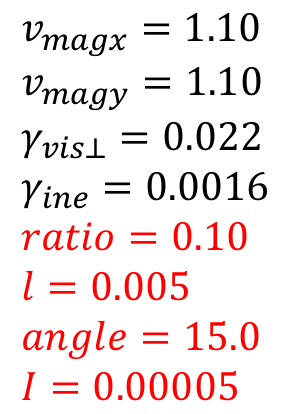 v_magx = 1.10
v_magy = 1.10
γ_vis⊥ = 0.022
γ_ine = 0.0016
ratio = 0.10
l = 0.005
angle = 15.0
I = 0.00005